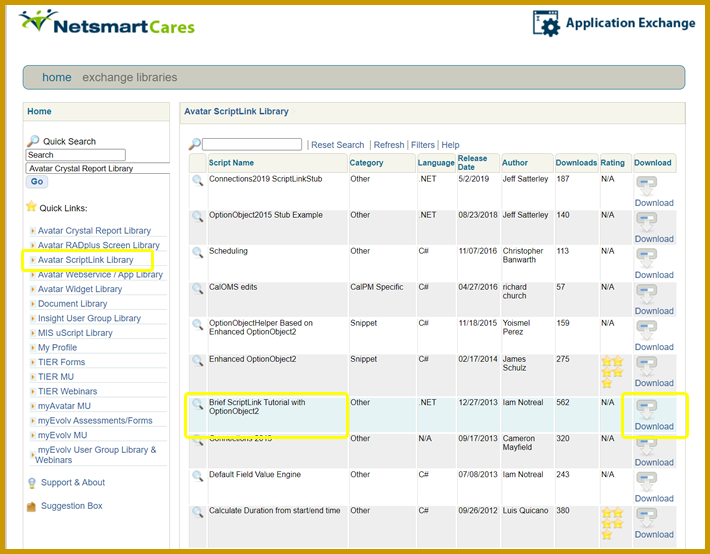 NetsmartCares
Application Exchange
home exchange libraries
Home
Quick Search
Search
Avatar Crystal Report Library
Go
Quick Links:
Avatar Crystal Report Library
Avatar RADplus Screen Library
Avatar ScriptLink Library
Avatar Webservice / App Library
Avatar Widget Library
Document Library
Insight User Group Library
MIS uScript Library
My Profile
TIER Forms
TIER MU
TIER Webinars
myAvatar MU
myEvolv Assessments/Forms
myEvolv MU
myEvolv User Group Library &
Webinars
Support & About
Suggestion Box
Avatar ScriptLink Library
| Reset Search | Refresh | Filters | Help
Script Name Category Language Release Date Author Downloads Rating Download
Connections2019 ScriptLinkStub Other .NET 5/2/2019 Jeff Satterley 187 N/A Download
OptionObject2015 Stub Example Other .NET 08/23/2018 Jeff Satterley 140 N/A Download
Scheduling Other C# 11/07/2016 Christopher Banwarth 113 N/A Download
CalOMS edits CalPM Specific C# 04/27/2016 richard church 57 N/A Download
OptionObjectHelper Based on Enhanced OptionObject2 Snippet C# 11/18/2015 Yoismel Perez 159 N/A Download
Enhanced OptionObject2 Snippet C# 02/17/2014 James Schulz 275 Download
Brief ScriptLink Tutorial with OptionObject2 Other .NET 12/27/2013 Iam Notreal 562 N/A Download
Connections 2013 Other N/A 09/17/2013 Cameron Mayfield 320 N/A Download
Default Field Value Engine Other C# 07/08/2013 Iam Notreal 243 N/A Download
Calculate Duration from start/end time Other C# 09/26/2012 Luis Quicano 380 Download